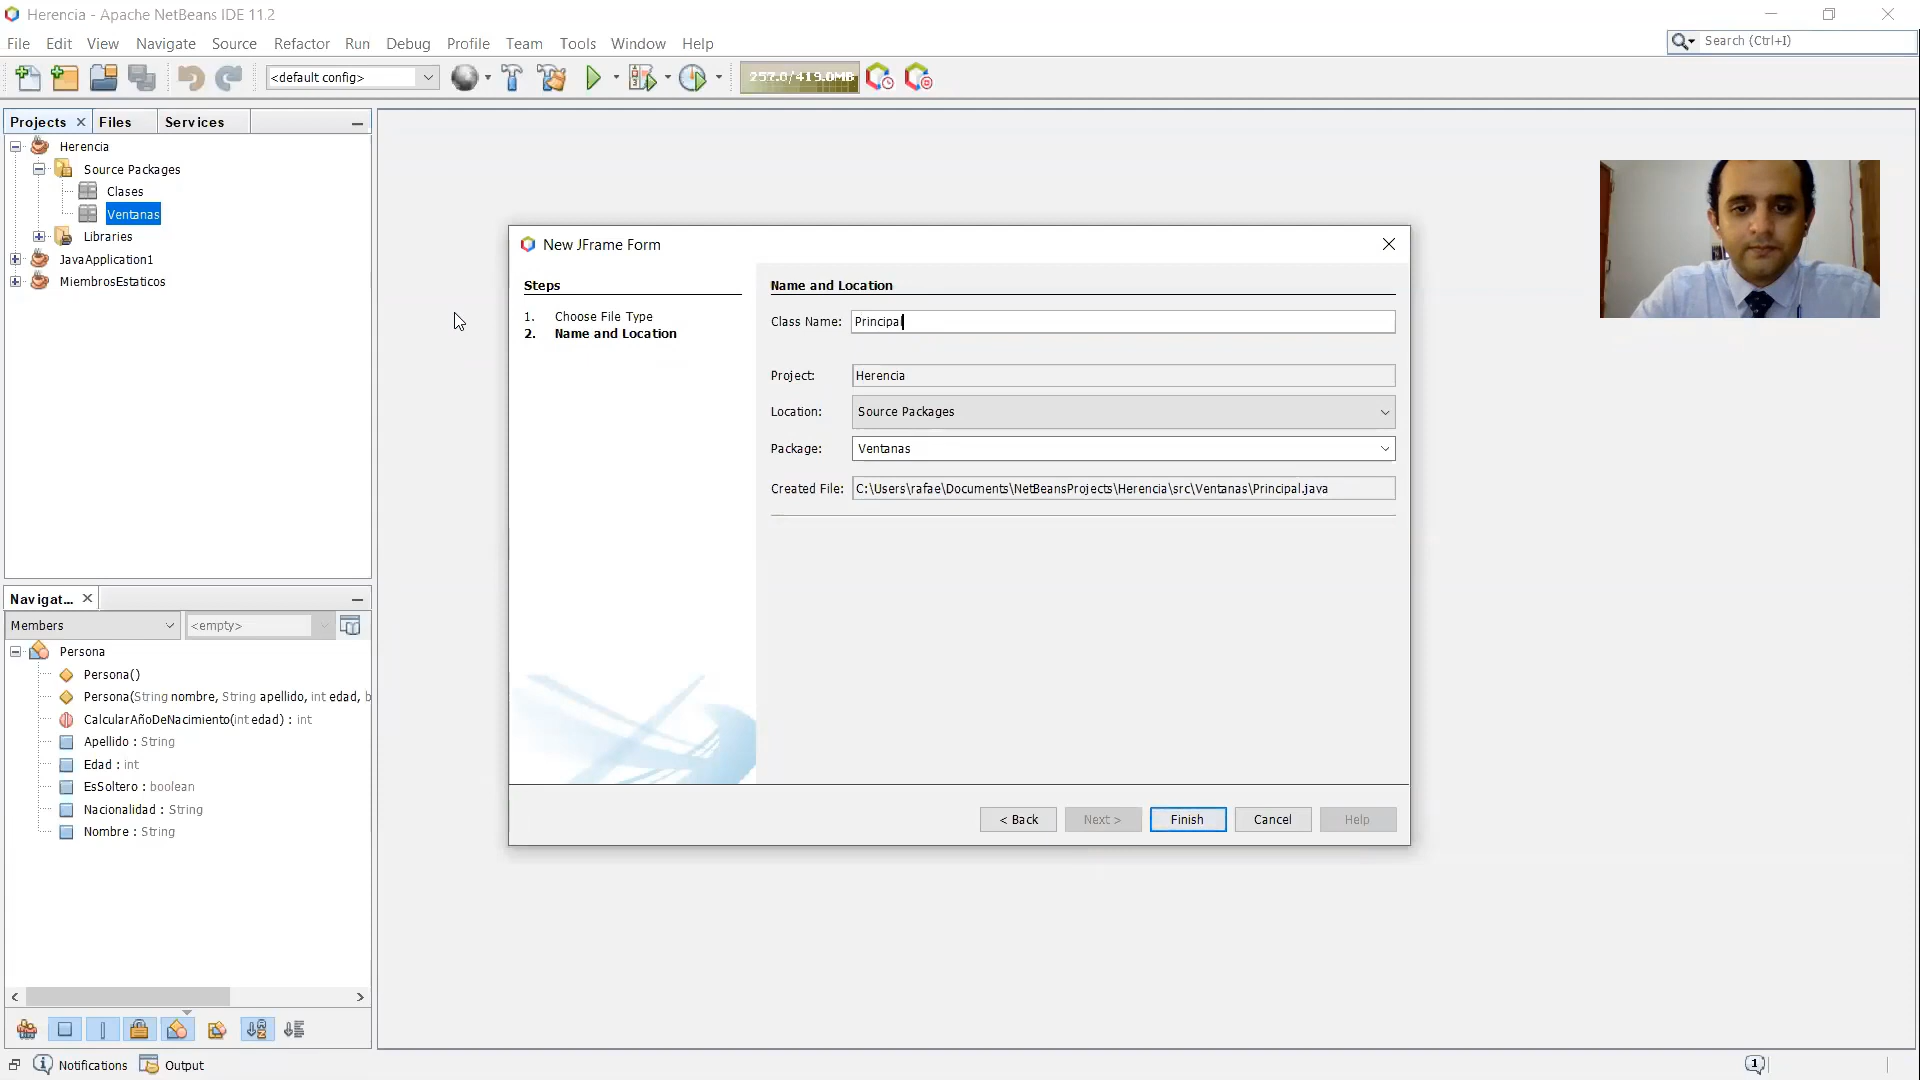 Herencia - Apache NetBeans IDE 11.2
File Edit View Navigate Source Refactor Run Debug Profile Team Tools Window Help
Search (Ctrl+I)
<default config>
257.0/419.0MB
Projects Files Services
Herencia
Source Packages
Clases
Ventanas
Libraries
JavaApplication1
MiembrosEstaticos
New JFrame Form
Steps
1. Choose File Type
2. Name and Location
Name and Location
Class Name: Principal
Project: Herencia
Location: Source Packages
Package: Ventanas
Created File: C:\Users\rafae\Documents\NetBeansProjects\Herencia\src\Ventanas\Principal.java
< Back Next > Finish Cancel Help
Navigat...
Members <empty>
Persona
Persona()
Persona(String nombre, String apellido, int edad, b
CalcularAñoDeNacimiento(int edad) : int
Apellido : String
Edad : int
EsSoltero : boolean
Nacionalidad : String
Nombre : String
Notifications Output
1